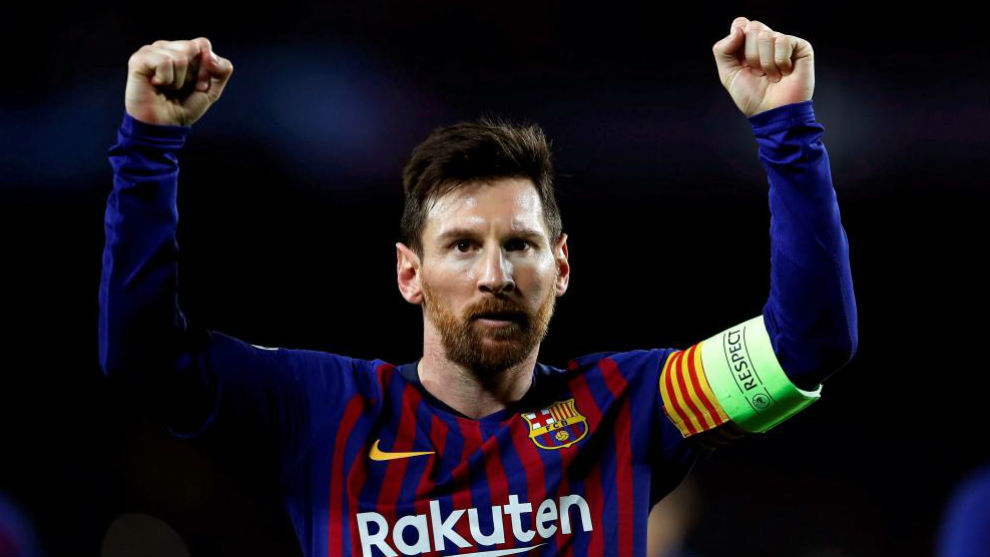 RESPECT
FCB
Rakuten